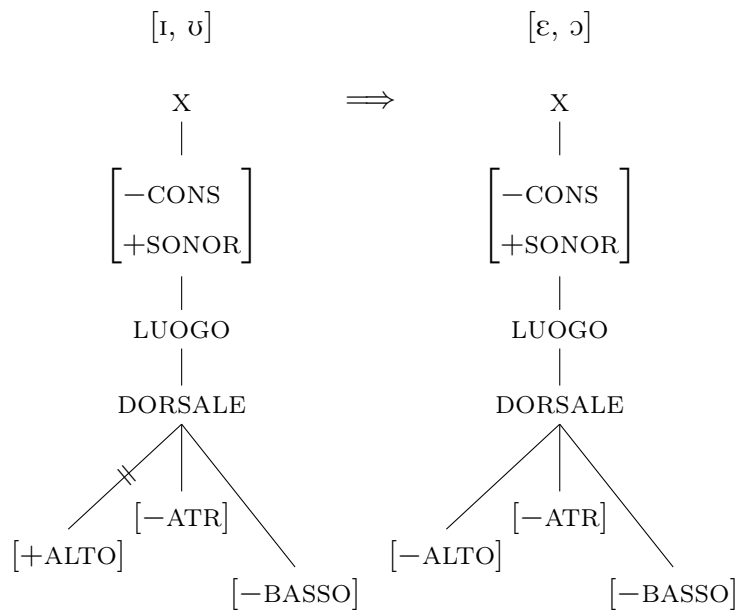 [ɪ, ʊ] [ɛ, ɔ]
X ⟹ X
−CONS −CONS
+SONOR +SONOR
LUOGO LUOGO
DORSALE DORSALE
[−ATR] [−ATR]
[+ALTO] [−ALTO]
[−BASSO] [−BASSO]